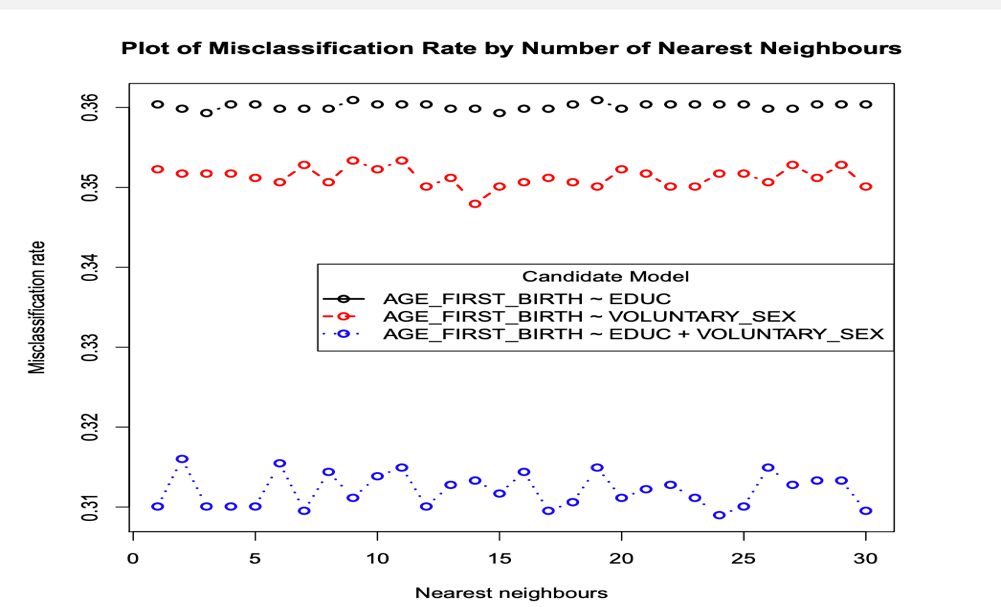 Plot of Misclassification Rate by Number of Nearest Neighbours
Misclassification rate
0.36
0.35
0.34
0.33
0.32
0.31
Candidate Model
AGE_FIRST_BIRTH ~ EDUC
AGE_FIRST_BIRTH ~ VOLUNTARY_SEX
AGE_FIRST_BIRTH ~ EDUC + VOLUNTARY_SEX
0 5 10 15 20 25 30
Nearest neighbours